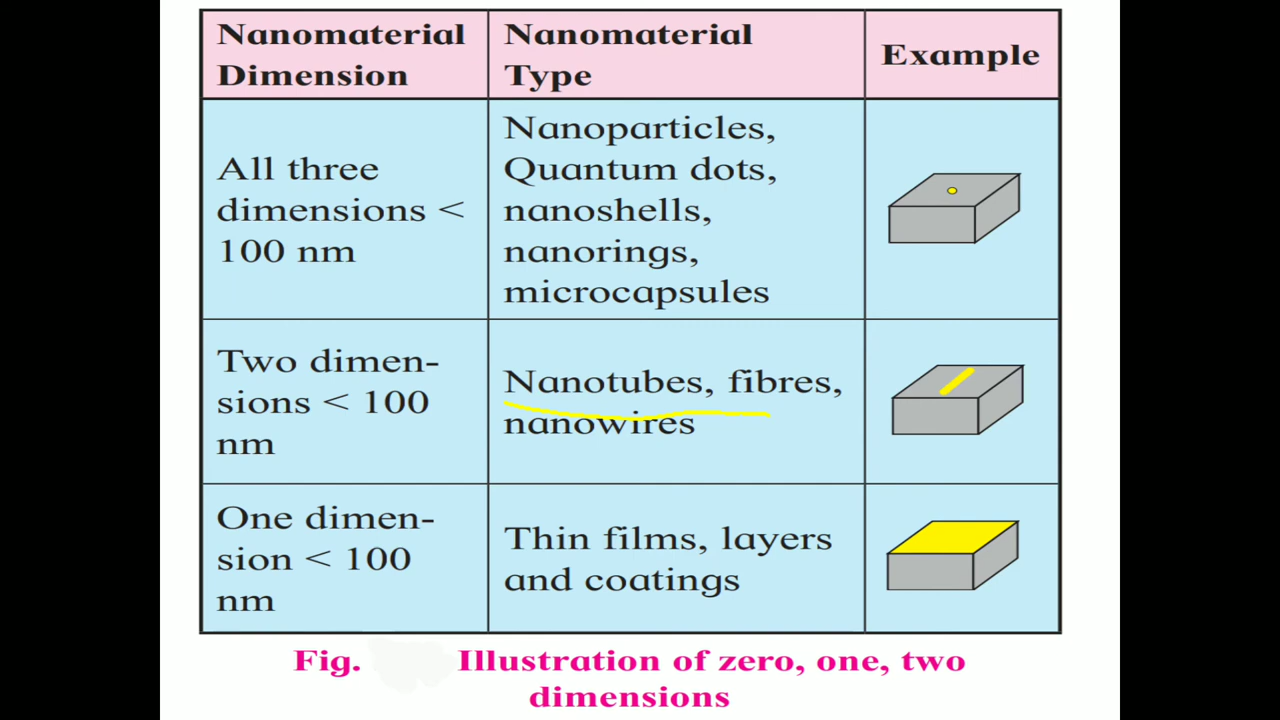 Nanomaterial
Dimension
Nanomaterial
Type
Example
All three
dimensions <
100 nm
Nanoparticles,
Quantum dots,
nanoshells,
nanorings,
microcapsules
Two dimen-
sions < 100
nm
Nanotubes, fibres,
nanowires
One dimen-
sion < 100
nm
Thin films, layers
and coatings
Fig. Illustration of zero, one, two
dimensions